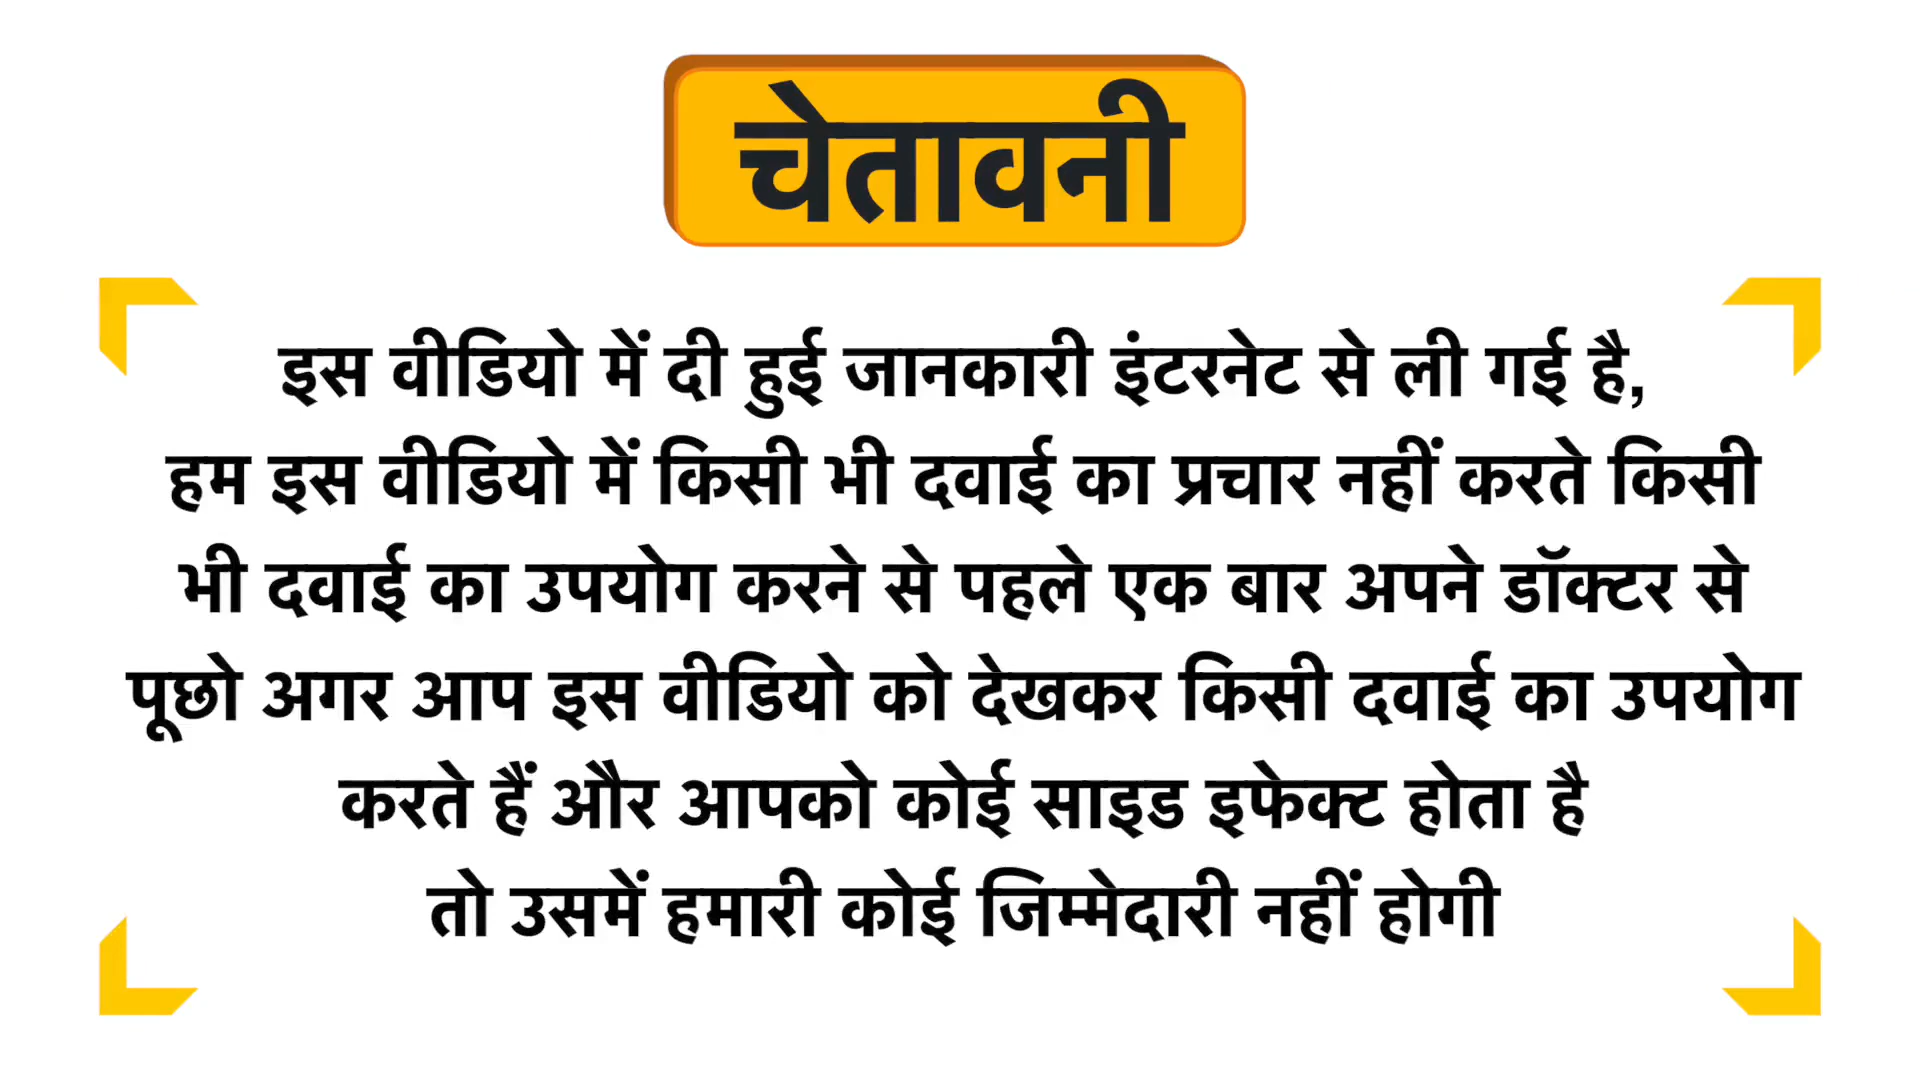 चेतावनी
इस वीडियो में दी हुई जानकारी इंटरनेट से ली गई है,
हम इस वीडियो में किसी भी दवाई का प्रचार नहीं करते किसी
भी दवाई का उपयोग करने से पहले एक बार अपने डॉक्टर से
पूछो अगर आप इस वीडियो को देखकर किसी दवाई का उपयोग
करते हैं और आपको कोई साइड इफेक्ट होता है
तो उसमें हमारी कोई जिम्मेदारी नहीं होगी